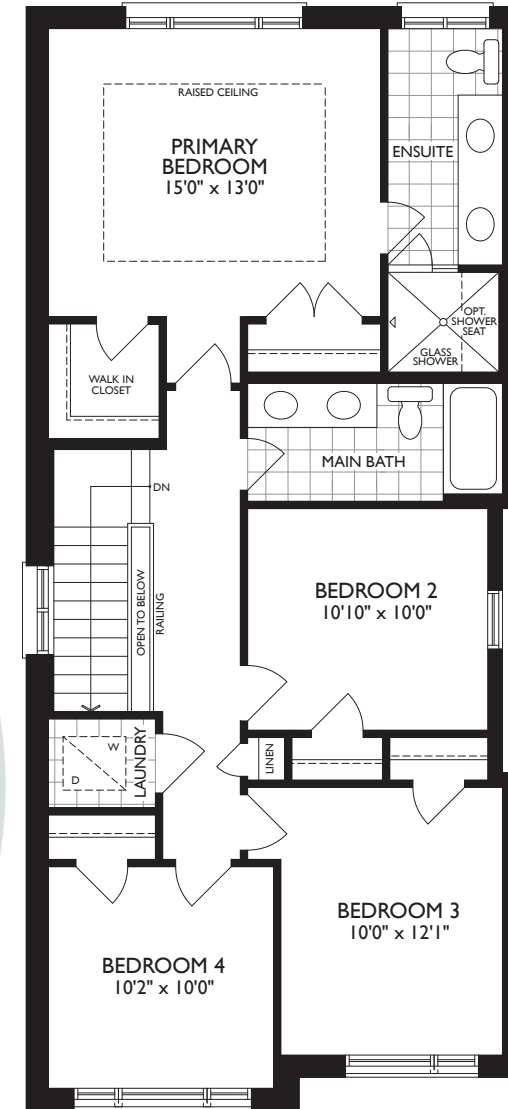 RAISED CEILING
PRIMARY
BEDROOM
15'0" x 13'0"
ENSUITE
OPT.
SHOWER
SEAT
GLASS
SHOWER
WALK IN
CLOSET
MAIN BATH
DN
OPEN TO BELOW
RAILING
BEDROOM 2
10'10" x 10'0"
W
D
LAUNDRY
LINEN
BEDROOM 3
10'0" x 12'1"
BEDROOM 4
10'2" x 10'0"